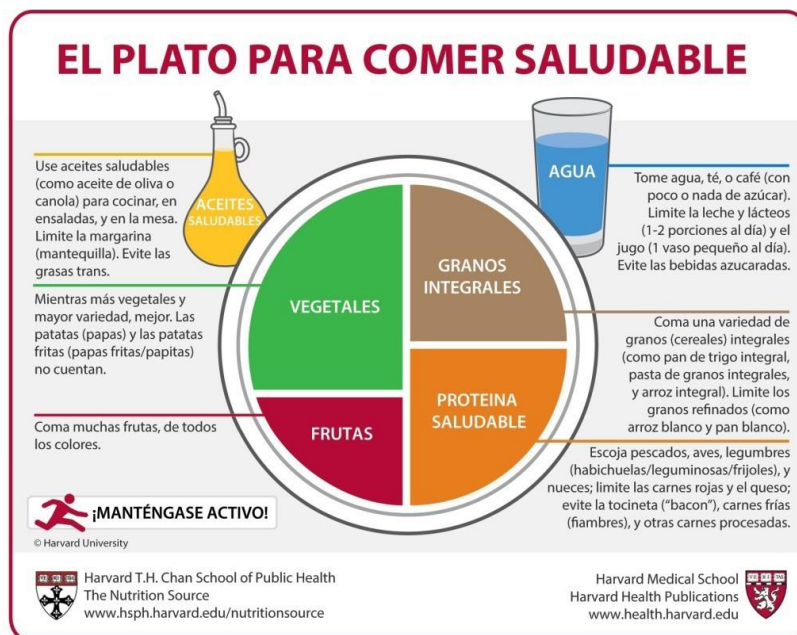 EL PLATO PARA COMER SALUDABLE
Use aceites saludables
(como aceite de oliva o
canola) para cocinar, en
ensaladas, y en la mesa.
Limite la margarina
(mantequilla). Evite las
grasas trans.
ACEITES
SALUDABLES
AGUA
Tome agua, té, o café (con
poco o nada de azúcar).
Limite la leche y lácteos
(1-2 porciones al día) y el
jugo (1 vaso pequeño al día).
Evite las bebidas azucaradas.
Mientras más vegetales y
mayor variedad, mejor. Las
patatas (papas) y las patatas
fritas (papas fritas/papitas)
no cuentan.
VEGETALES
GRANOS
INTEGRALES
Coma una variedad de
granos (cereales) integrales
(como pan de trigo integral,
pasta de granos integrales,
y arroz integral). Limite los
granos refinados (como
arroz blanco y pan blanco).
Coma muchas frutas, de todos
los colores.
FRUTAS
PROTEINA
SALUDABLE
Escoja pescados, aves, legumbres
(habichuelas/leguminosas/frijoles), y
nueces; limite las carnes rojas y el queso;
evite la tocineta ("bacon"), carnes frías
(fiambres), y otras carnes procesadas.
¡MANTÉNGASE ACTIVO!
© Harvard University
Harvard T.H. Chan School of Public Health
The Nutrition Source
www.hsph.harvard.edu/nutritionsource
Harvard Medical School
Harvard Health Publications
www.health.harvard.edu